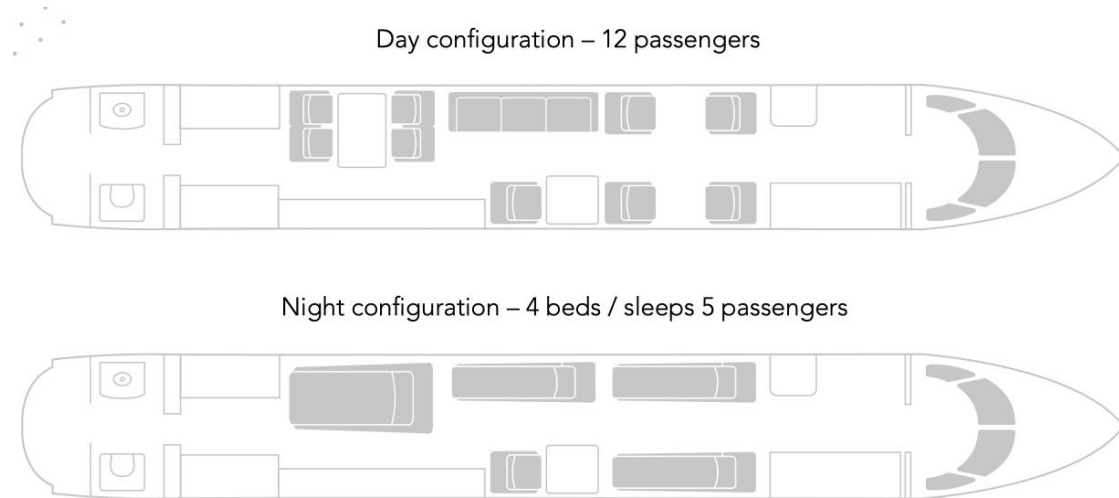 Day configuration – 12 passengers
Night configuration – 4 beds / sleeps 5 passengers